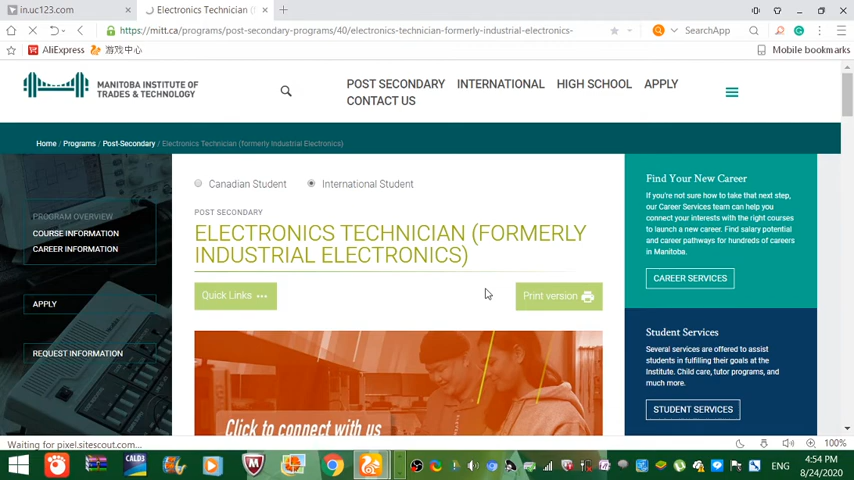 in.uc123.com
Electronics Technician (
https://mitt.ca/programs/post-secondary-programs/40/electronics-technician-formerly-industrial-electronics-
SearchApp
AliExpress
游戏中心
Mobile bookmarks
MANITOBA INSTITUTE OF
TRADES & TECHNOLOGY
POST SECONDARY
INTERNATIONAL
HIGH SCHOOL
APPLY
CONTACT US
Home / Programs / Post-Secondary / Electronics Technician (formerly Industrial Electronics)
PROGRAM OVERVIEW
COURSE INFORMATION
CAREER INFORMATION
APPLY
REQUEST INFORMATION
Canadian Student
International Student
POST SECONDARY
ELECTRONICS TECHNICIAN (FORMERLY
INDUSTRIAL ELECTRONICS)
Quick Links
Print version
Click to connect with us
Find Your New Career
If you're not sure how to take that next step,
our Career Services team can help you
connect your interests with the right courses
to launch a new career. Find salary potential
and career pathways for hundreds of careers
in Manitoba.
CAREER SERVICES
Student Services
Several services are offered to assist
students in fulfilling their goals at the
Institute. Child care, tutor programs, and
much more.
STUDENT SERVICES
Waiting for pixel.sitescout.com...
100%
CALDJ
ENG
4:54 PM
8/24/2020